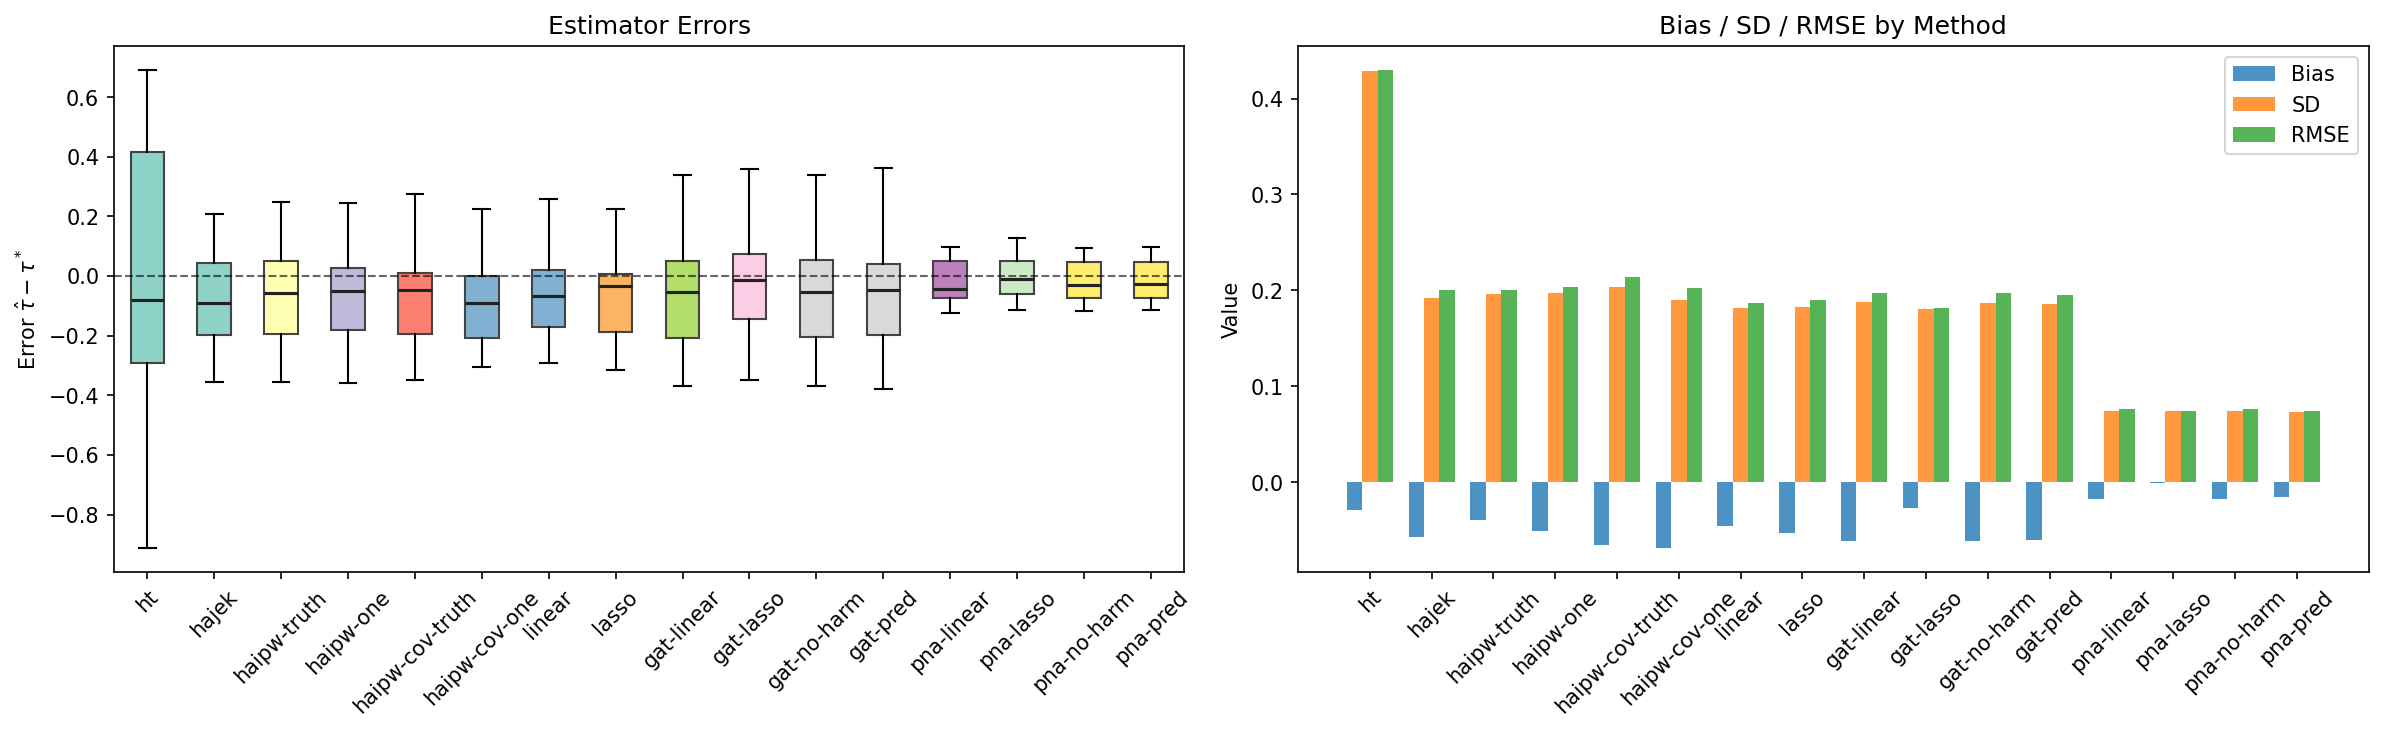 Estimator Errors
Error τ̂ − τ*
0.6
0.4
0.2
0.0
−0.2
−0.4
−0.6
−0.8
ht
hajek
haipw-truth
haipw-one
haipw-cov-truth
haipw-cov-one
linear
lasso
gat-linear
gat-lasso
gat-no-harm
gat-pred
pna-linear
pna-lasso
pna-no-harm
pna-pred
Bias / SD / RMSE by Method
Value
0.4
0.3
0.2
0.1
0.0
Bias
SD
RMSE
ht
hajek
haipw-truth
haipw-one
haipw-cov-truth
haipw-cov-one
linear
lasso
gat-linear
gat-lasso
gat-no-harm
gat-pred
pna-linear
pna-lasso
pna-no-harm
pna-pred